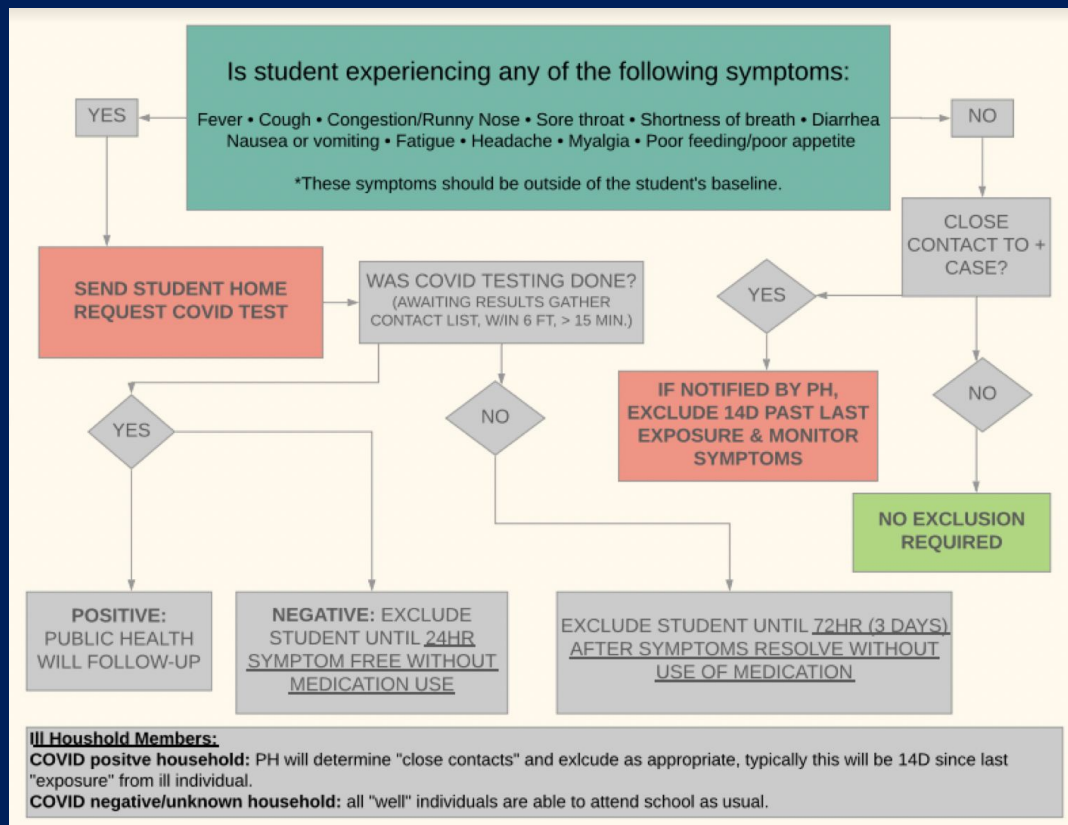 Is student experiencing any of the following symptoms:
YES
NO
Fever • Cough • Congestion/Runny Nose • Sore throat • Shortness of breath • Diarrhea
Nausea or vomiting • Fatigue • Headache • Myalgia • Poor feeding/poor appetite
*These symptoms should be outside of the student's baseline.
CLOSE
CONTACT TO +
CASE?
SEND STUDENT HOME
REQUEST COVID TEST
WAS COVID TESTING DONE?
(AWAITING RESULTS GATHER
CONTACT LIST, W/IN 6 FT, > 15 MIN.)
YES
NO
YES
NO
IF NOTIFIED BY PH,
EXCLUDE 14D PAST LAST
EXPOSURE & MONITOR
SYMPTOMS
NO EXCLUSION
REQUIRED
POSITIVE:
PUBLIC HEALTH
WILL FOLLOW-UP
NEGATIVE: EXCLUDE
STUDENT UNTIL 24HR
SYMPTOM FREE WITHOUT
MEDICATION USE
EXCLUDE STUDENT UNTIL 72HR (3 DAYS)
AFTER SYMPTOMS RESOLVE WITHOUT
USE OF MEDICATION
Ill Houshold Members:
COVID positve household: PH will determine "close contacts" and exlcude as appropriate, typically this will be 14D since last
"exposure" from ill individual.
COVID negative/unknown household: all "well" individuals are able to attend school as usual.